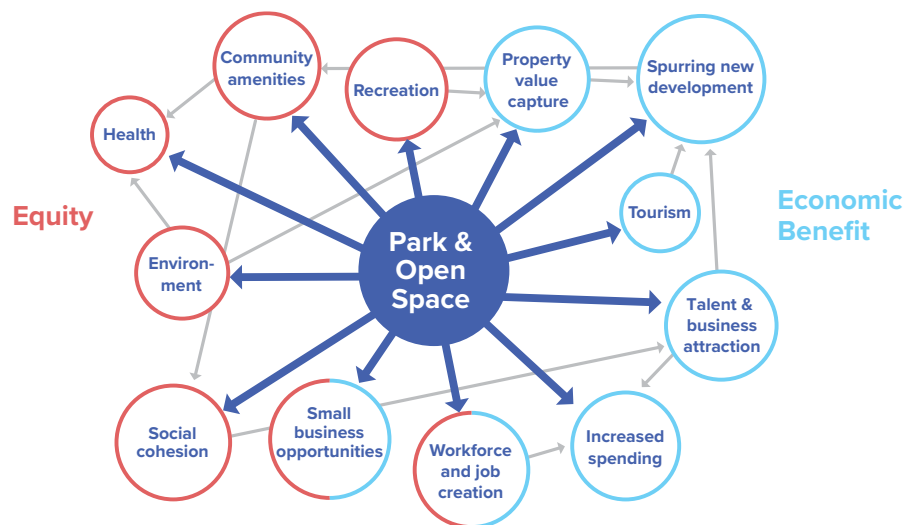 Community
amenities
Recreation
Property
value
capture
Spurring new
development
Health
Equity
Tourism
Economic
Benefit
Park &
Open
Space
Environ-
ment
Talent &
business
attraction
Social
cohesion
Small
business
opportunities
Workforce
and job
creation
Increased
spending